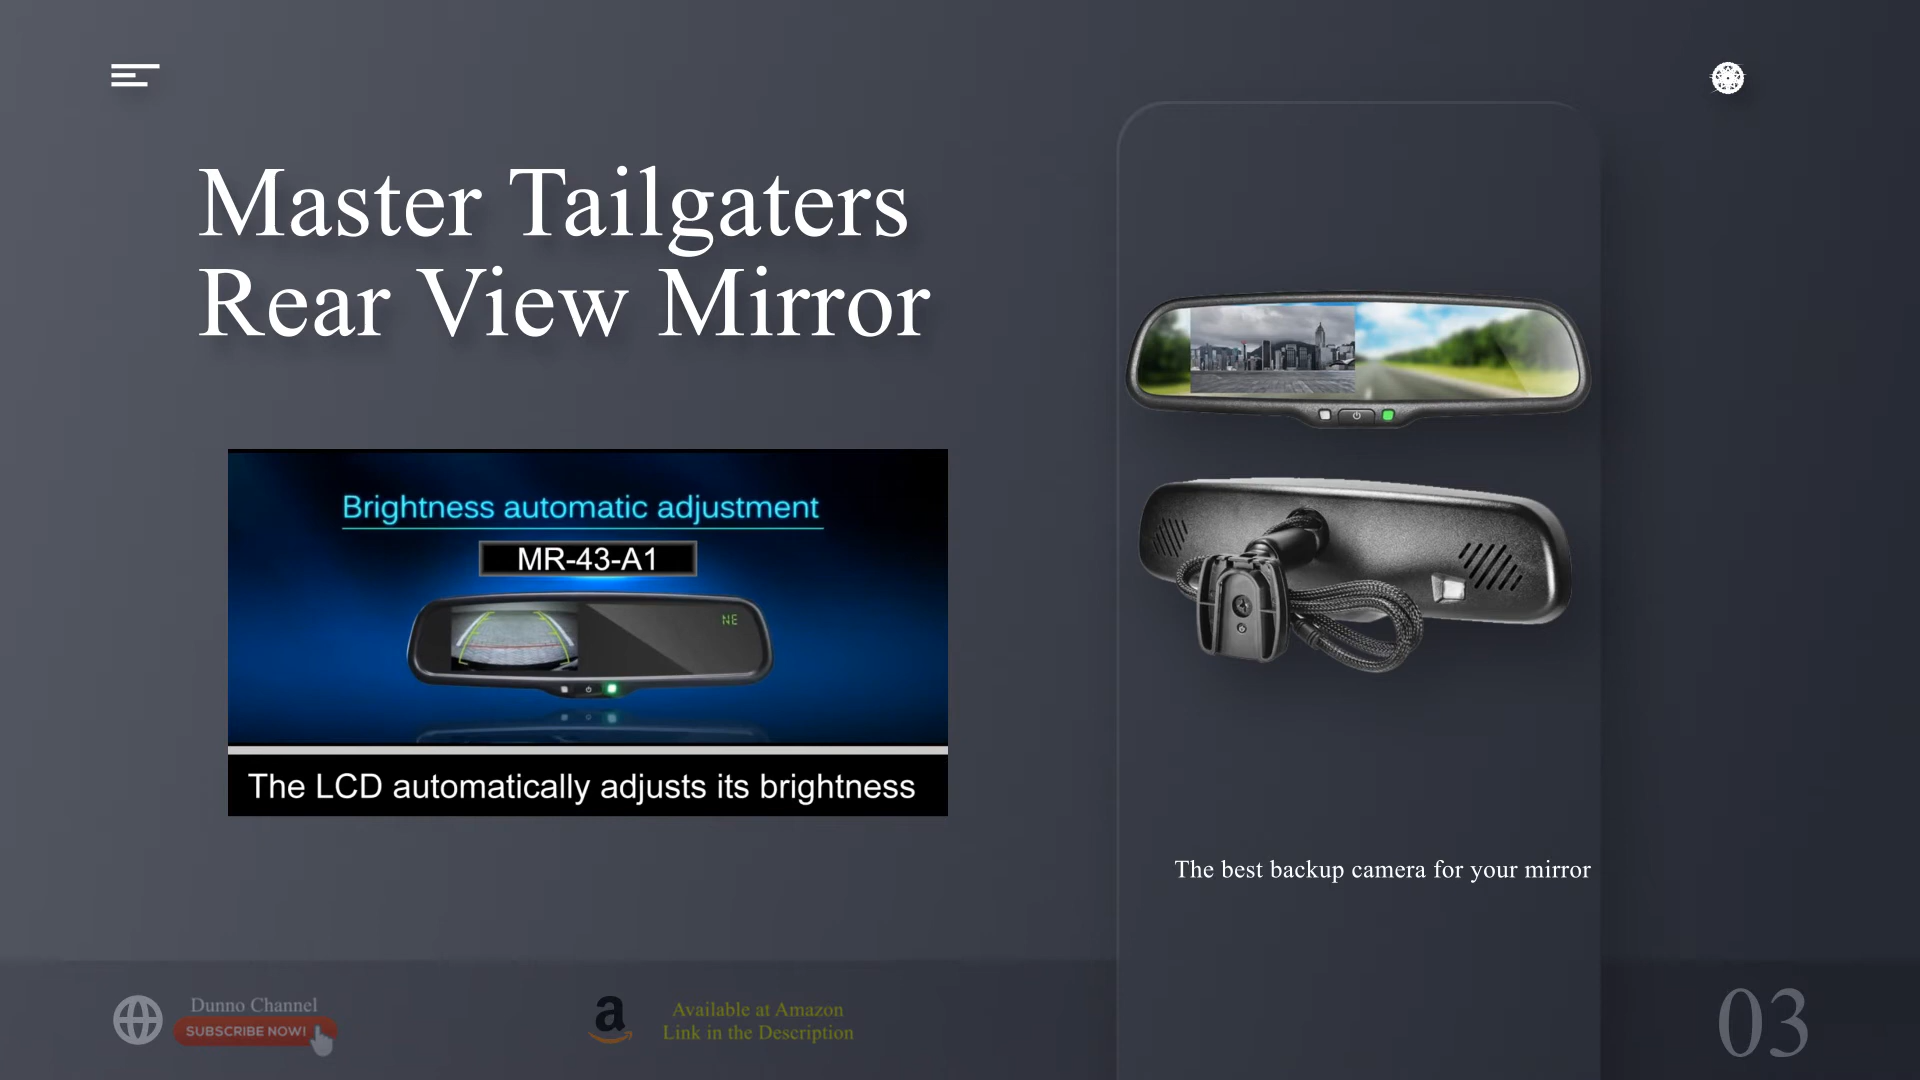 Master Tailgaters
Rear View Mirror
Brightness automatic adjustment
MR-43-A1
NE
The LCD automatically adjusts its brightness
The best backup camera for your mirror
Dunno Channel
SUBSCRIBE NOW!
a
Available at Amazon
Link in the Description
03